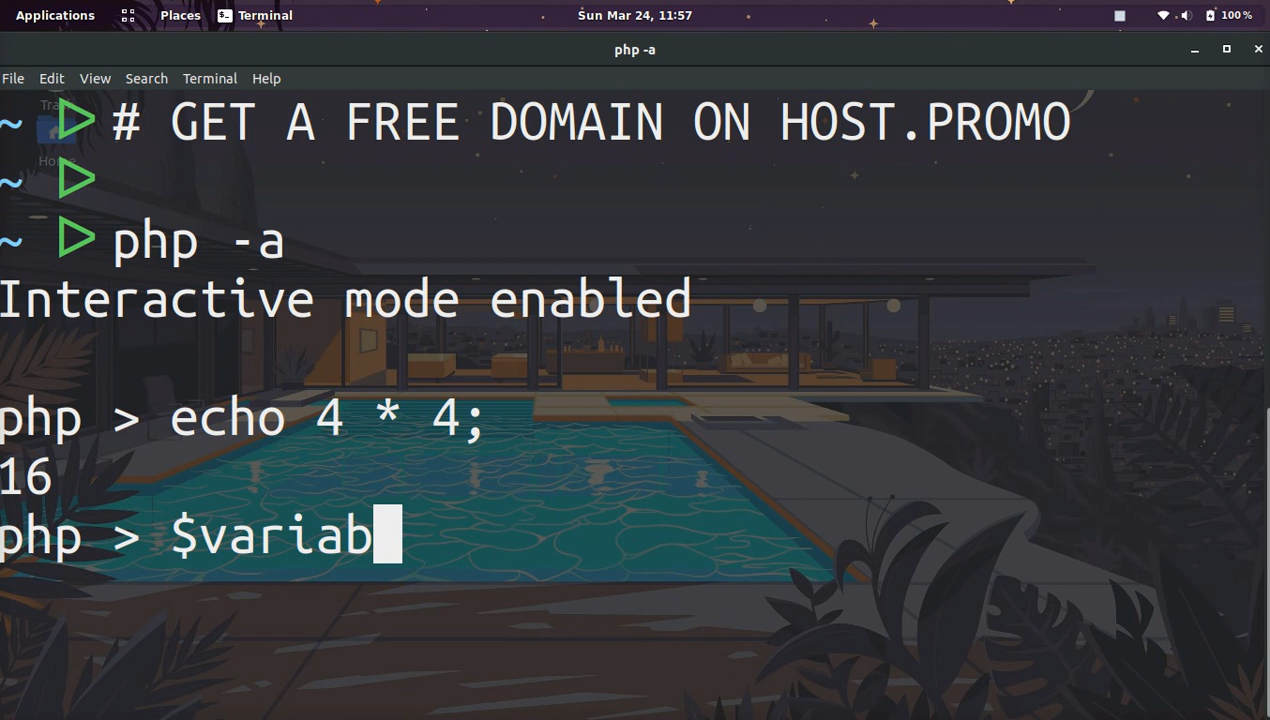 Applications Places Terminal Sun Mar 24, 11:57 100 %
php -a
File Edit View Search Terminal Help
~ # GET A FREE DOMAIN ON HOST.PROMO
~
~ php -a
Interactive mode enabled
php > echo 4 * 4;
16
php > $variab